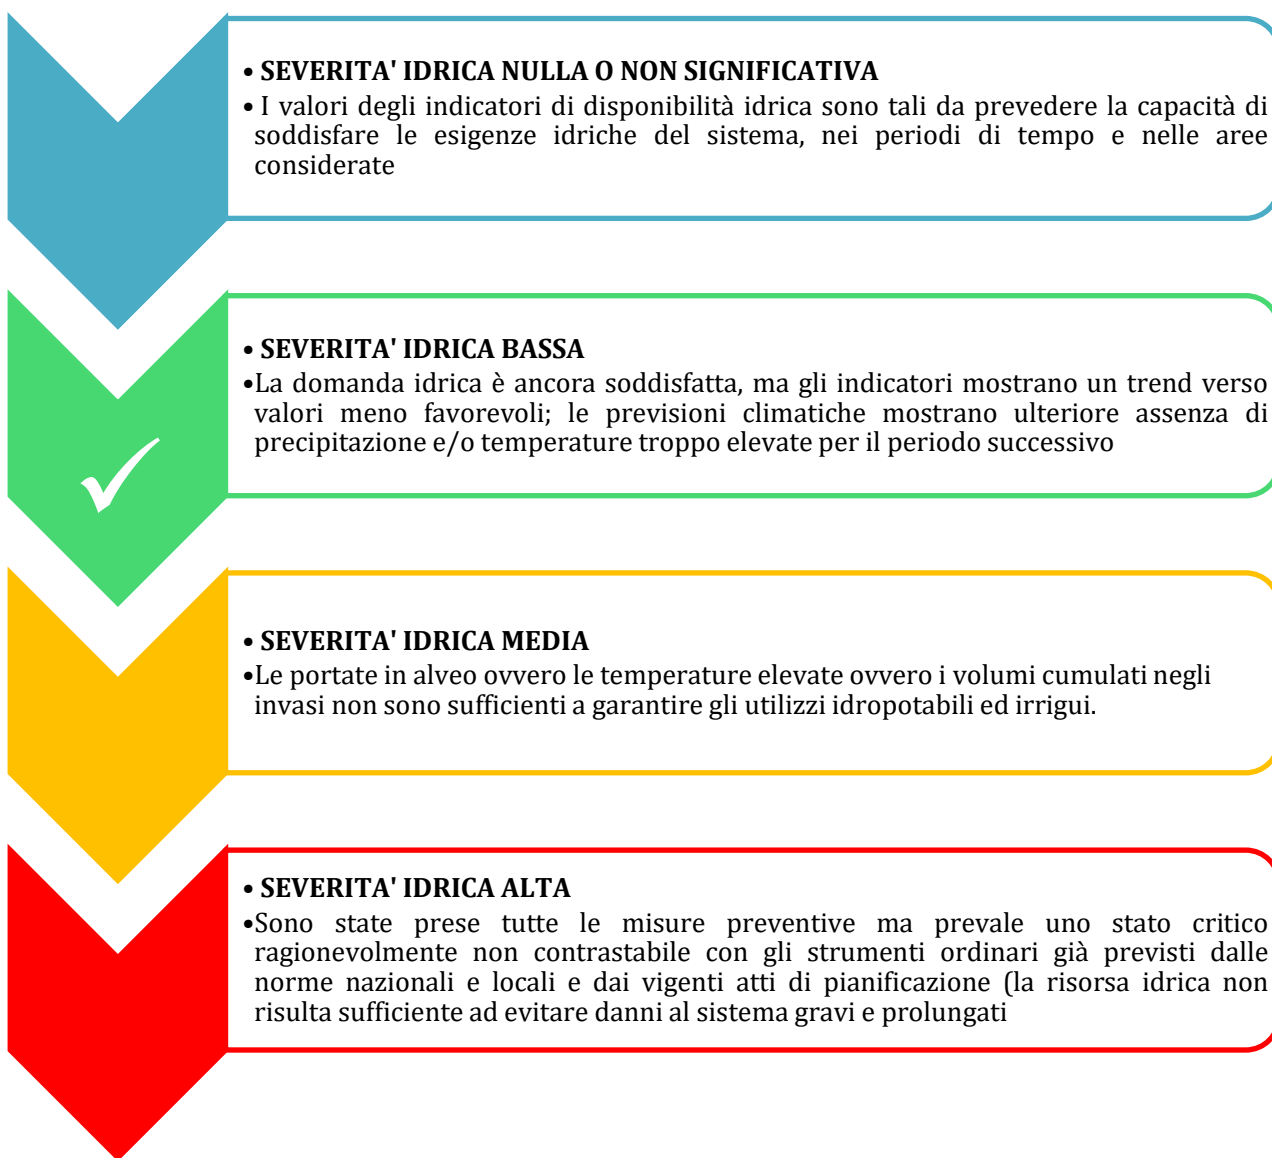 • SEVERITA' IDRICA NULLA O NON SIGNIFICATIVA
• I valori degli indicatori di disponibilità idrica sono tali da prevedere la capacità di
soddisfare le esigenze idriche del sistema, nei periodi di tempo e nelle aree
considerate
• SEVERITA' IDRICA BASSA
•La domanda idrica è ancora soddisfatta, ma gli indicatori mostrano un trend verso
valori meno favorevoli; le previsioni climatiche mostrano ulteriore assenza di
precipitazione e/o temperature troppo elevate per il periodo successivo
• SEVERITA' IDRICA MEDIA
•Le portate in alveo ovvero le temperature elevate ovvero i volumi cumulati negli
invasi non sono sufficienti a garantire gli utilizzi idropotabili ed irrigui.
• SEVERITA' IDRICA ALTA
•Sono state prese tutte le misure preventive ma prevale uno stato critico
ragionevolmente non contrastabile con gli strumenti ordinari già previsti dalle
norme nazionali e locali e dai vigenti atti di pianificazione (la risorsa idrica non
risulta sufficiente ad evitare danni al sistema gravi e prolungati